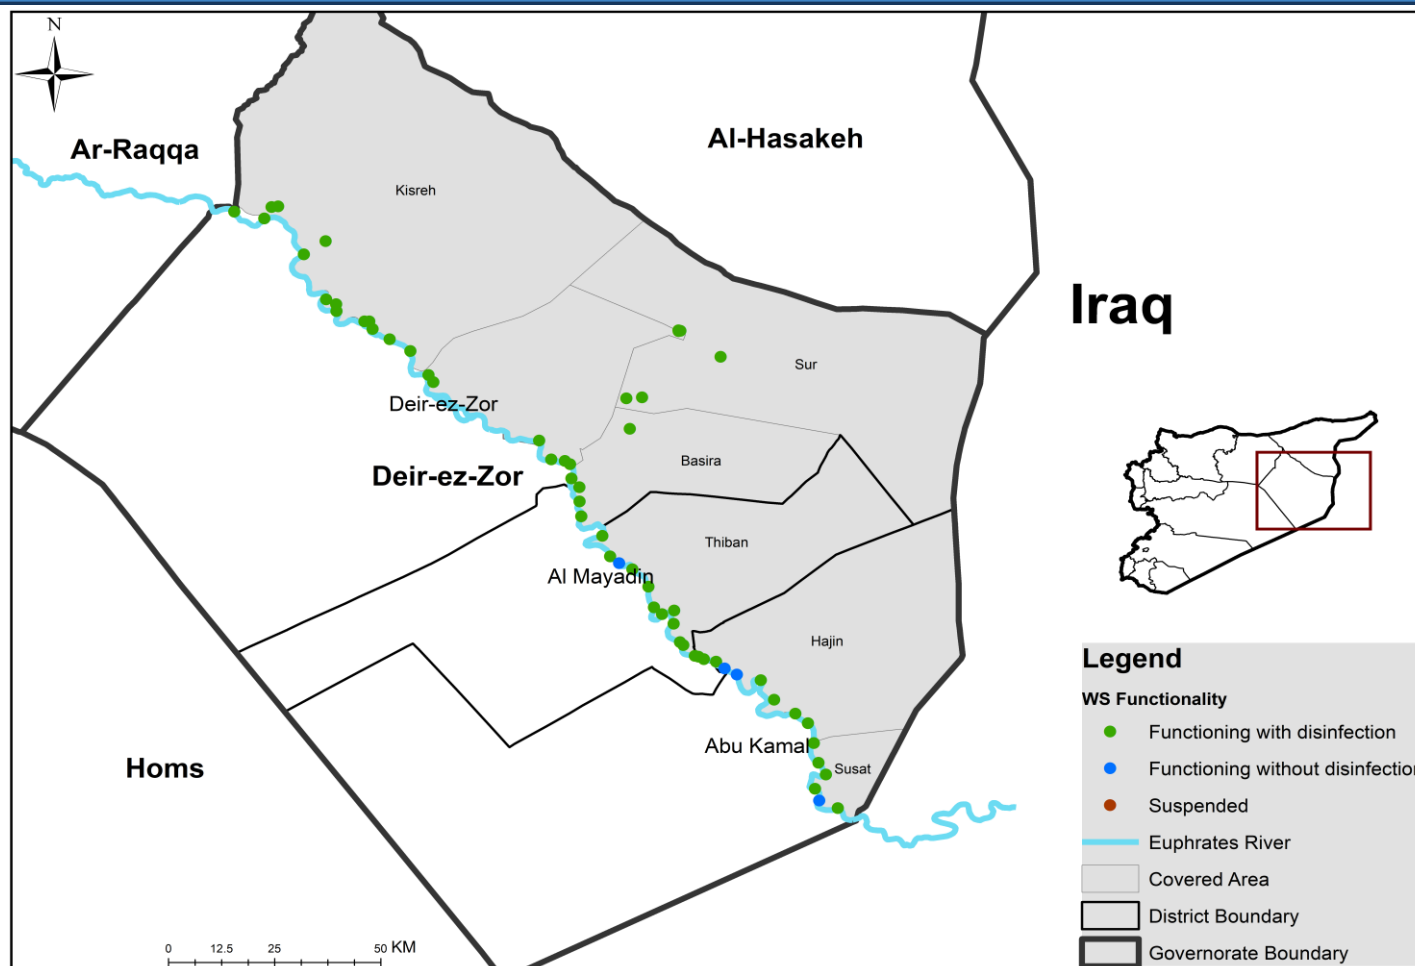 N
Ar-Raqqa
Al-Hasakeh
Kisreh
Iraq
Sur
Deir-ez-Zor
Basira
Deir-ez-Zor
Thiban
Al Mayadin
Hajin
Abu Kamal
Susat
Homs
0 12.5 25 50 KM
Legend
WS Functionality
Functioning with disinfection
Functioning without disinfection
Suspended
Euphrates River
Covered Area
District Boundary
Governorate Boundary